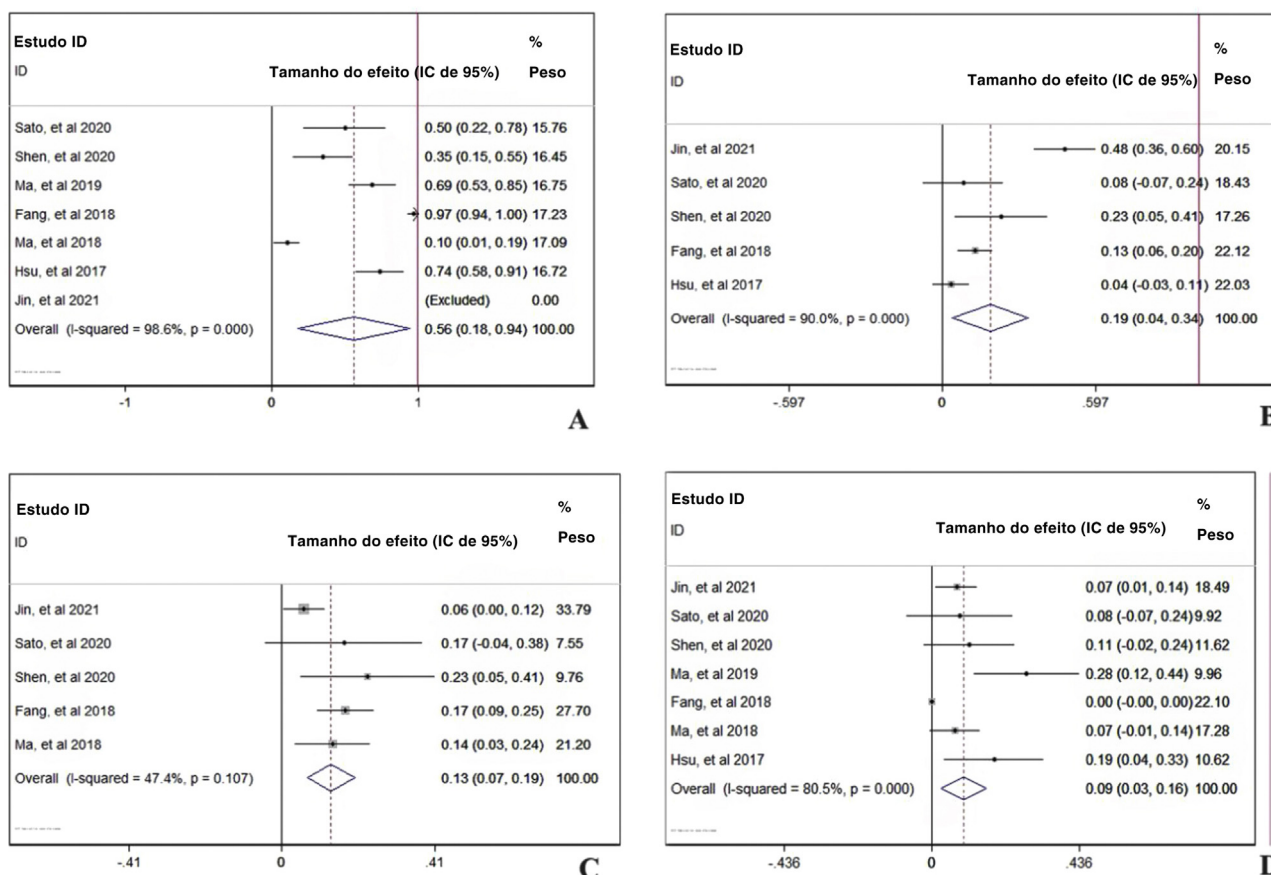 Estudo ID
%
ID
Tamanho do efeito (IC de 95%)
Peso
Sato, et al 2020 0.50 (0.22, 0.78) 15.76
Shen, et al 2020 0.35 (0.15, 0.55) 16.45
Ma, et al 2019 0.69 (0.53, 0.85) 16.75
Fang, et al 2018 0.97 (0.94, 1.00) 17.23
Ma, et al 2018 0.10 (0.01, 0.19) 17.09
Hsu, et al 2017 0.74 (0.58, 0.91) 16.72
Jin, et al 2021 (Excluded) 0.00
Overall (I-squared = 98.6%, p = 0.000) 0.56 (0.18, 0.94) 100.00
-1 0 1
A
Estudo ID
%
ID
Tamanho do efeito (IC de 95%)
Peso
Jin, et al 2021 0.48 (0.36, 0.60) 20.15
Sato, et al 2020 0.08 (-0.07, 0.24) 18.43
Shen, et al 2020 0.23 (0.05, 0.41) 17.26
Fang, et al 2018 0.13 (0.06, 0.20) 22.12
Hsu, et al 2017 0.04 (-0.03, 0.11) 22.03
Overall (I-squared = 90.0%, p = 0.000) 0.19 (0.04, 0.34) 100.00
-.597 0 .597
B
Estudo ID
%
ID
Tamanho do efeito (IC de 95%)
Peso
Jin, et al 2021 0.06 (0.00, 0.12) 33.79
Sato, et al 2020 0.17 (-0.04, 0.38) 7.55
Shen, et al 2020 0.23 (0.05, 0.41) 9.76
Fang, et al 2018 0.17 (0.09, 0.25) 27.70
Ma, et al 2018 0.14 (0.03, 0.24) 21.20
Overall (I-squared = 47.4%, p = 0.107) 0.13 (0.07, 0.19) 100.00
-.41 0 .41
C
Estudo ID
%
ID
Tamanho do efeito (IC de 95%)
Peso
Jin, et al 2021 0.07 (0.01, 0.14) 18.49
Sato, et al 2020 0.08 (-0.07, 0.24) 9.92
Shen, et al 2020 0.11 (-0.02, 0.24) 11.62
Ma, et al 2019 0.28 (0.12, 0.44) 9.96
Fang, et al 2018 0.00 (-0.00, 0.00) 22.10
Ma, et al 2018 0.07 (-0.01, 0.14) 17.28
Hsu, et al 2017 0.19 (0.04, 0.33) 10.62
Overall (I-squared = 80.5%, p = 0.000) 0.09 (0.03, 0.16) 100.00
-.436 0 .436
D